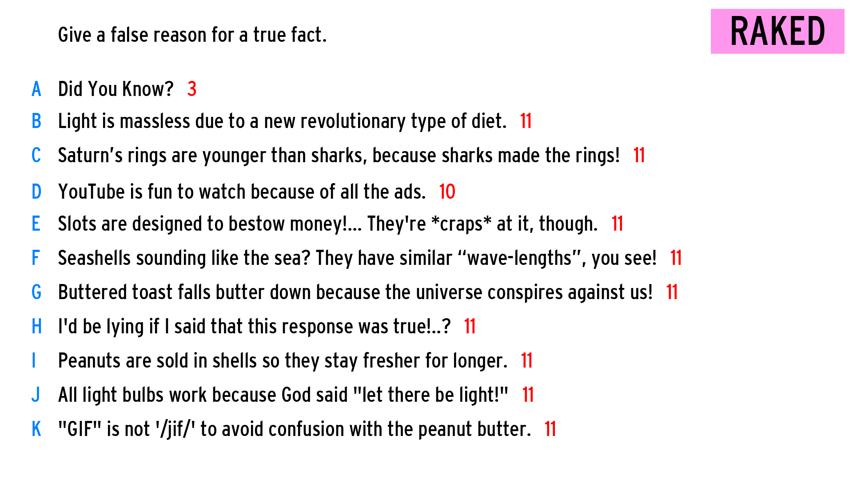 Give a false reason for a true fact.
RAKED
A Did You Know? 3
B Light is massless due to a new revolutionary type of diet. 11
C Saturn’s rings are younger than sharks, because sharks made the rings! 11
D YouTube is fun to watch because of all the ads. 10
E Slots are designed to bestow money!... They're *craps* at it, though. 11
F Seashells sounding like the sea? They have similar “wave-lengths”, you see! 11
G Buttered toast falls butter down because the universe conspires against us! 11
H I'd be lying if I said that this response was true!..? 11
I Peanuts are sold in shells so they stay fresher for longer. 11
J All light bulbs work because God said "let there be light!" 11
K "GIF" is not '/jif/' to avoid confusion with the peanut butter. 11